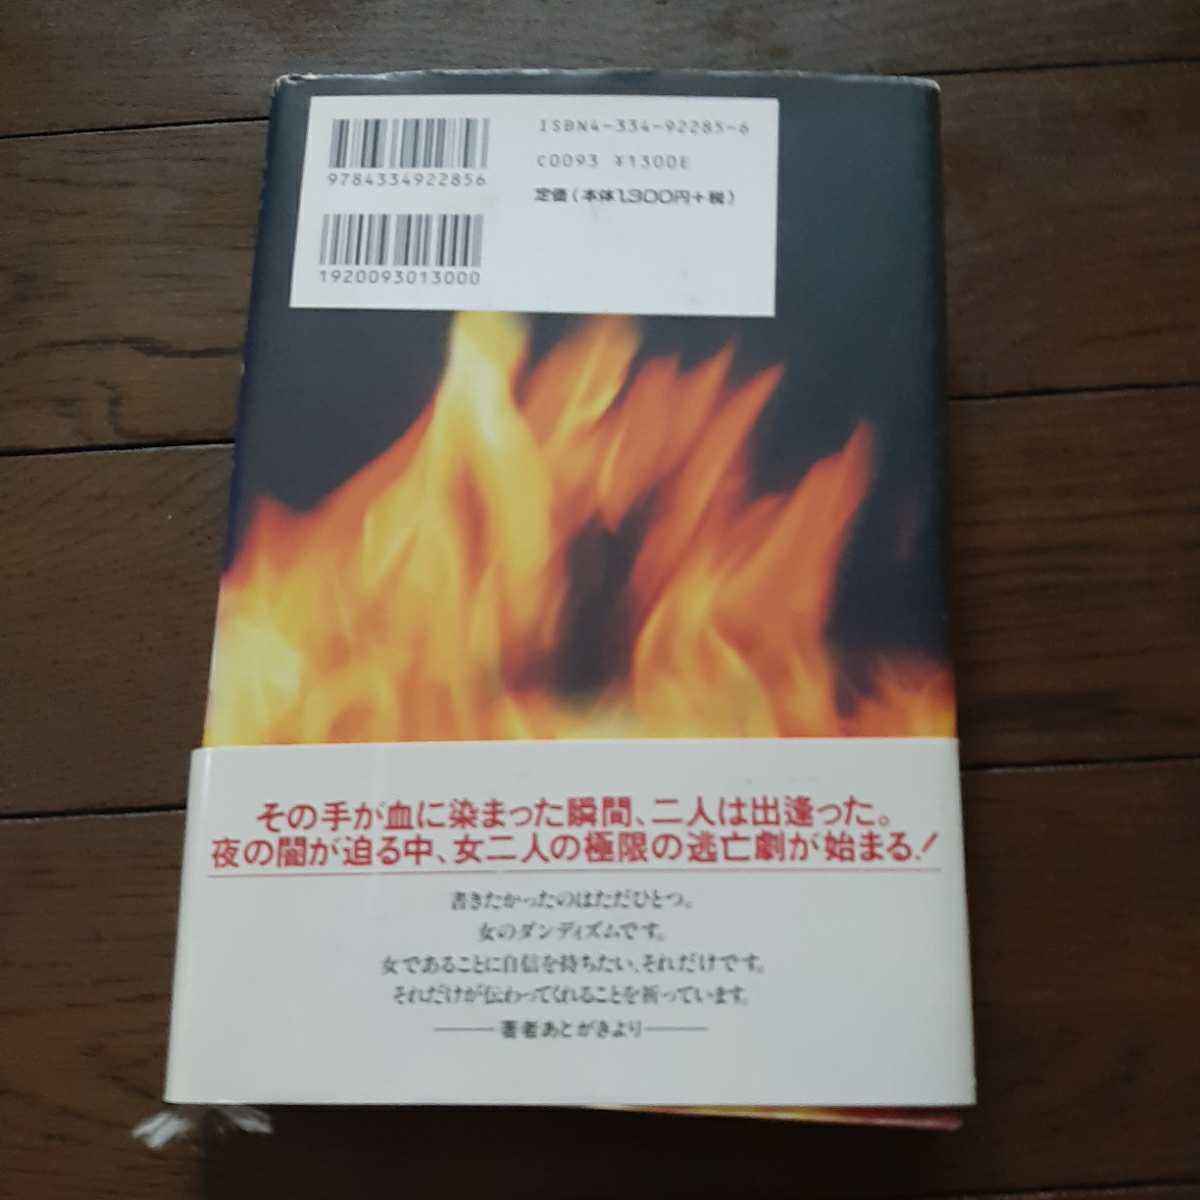 9784334922856
1920093013000
ISBN4-334-92285-6
C0093 ¥1300E
定価(本体1,300円+税)
その手が血に染まった瞬間、二人は出逢った。
夜の闇が迫る中、女二人の極限の逃亡劇が始まる!
書きたかったのはただひとつ。
女のダンディズムです。
女であることに自信を持ちたい、それだけです。
それだけが伝わってくれることを祈っています。
著者あとがきより